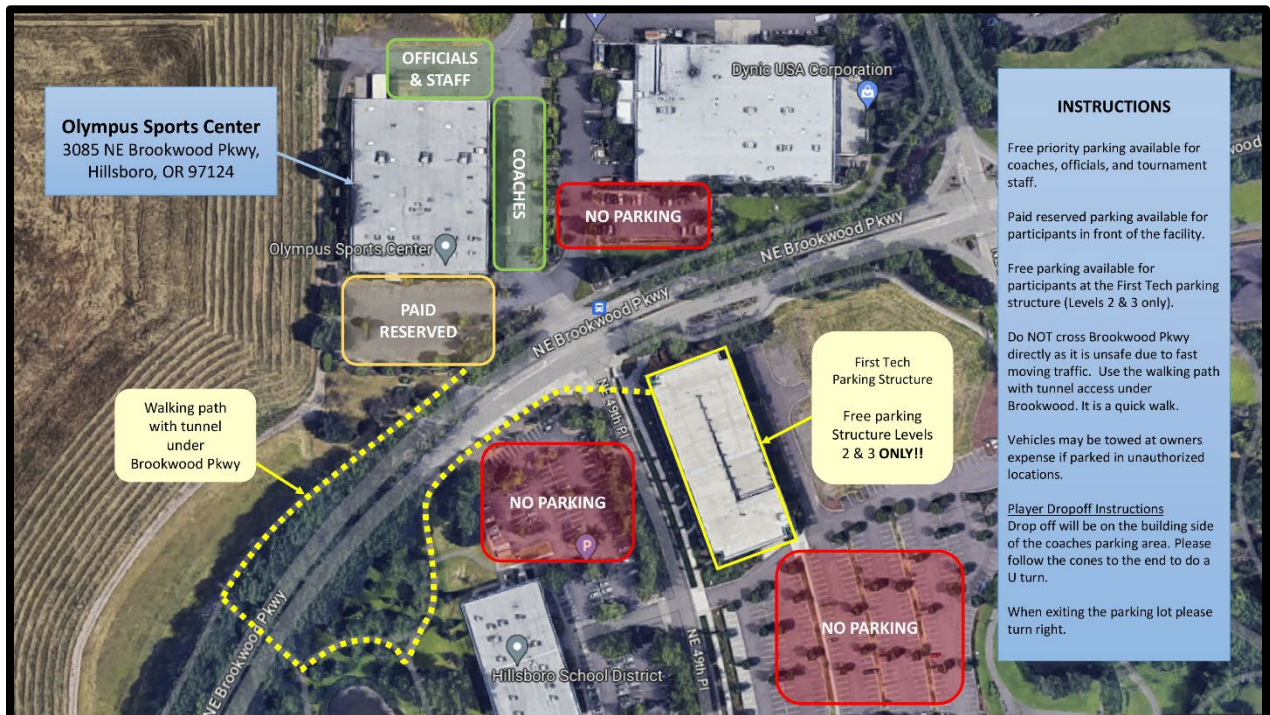 OFFICIALS
& STAFF
Dynic USA Corporation
Olympus Sports Center
3085 NE Brookwood Pkwy,
Hillsboro, OR 97124
COACHES
NO PARKING
NE Brookwood Pkwy
Olympus Sports Center
PAID
RESERVED
NE Brookwood Pkwy
Walking path
with tunnel
under
Brookwood Pkwy
NE 49th Pl
First Tech
Parking Structure
Free parking
Structure Levels
2 & 3 ONLY!!
NO PARKING
P
NE Brookwood Pkwy
Hillsboro School District
NE 49th Pl
NO PARKING
INSTRUCTIONS
Free priority parking available for
coaches, officials, and tournament
staff.
Paid reserved parking available for
participants in front of the facility.
Free parking available for
participants at the First Tech parking
structure (Levels 2 & 3 only).
Do NOT cross Brookwood Pkwy
directly as it is unsafe due to fast
moving traffic.  Use the walking path
with tunnel access under
Brookwood. It is a quick walk.
Vehicles may be towed at owners
expense if parked in unauthorized
locations.
Player Dropoff Instructions
Drop off will be on the building side
of the coaches parking area. Please
follow the cones to the end to do a
U turn.
When exiting the parking lot please
turn right.